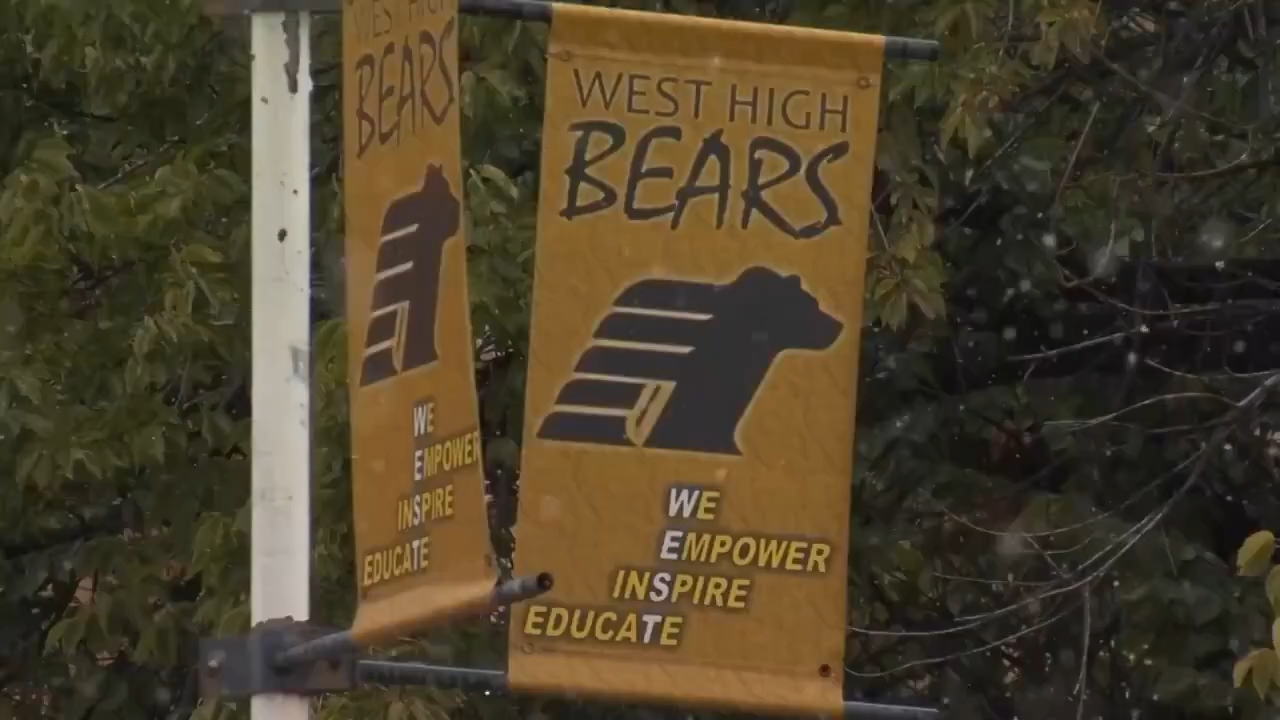 WEST HIGH
BEARS
WE
EMPOWER
INSPIRE
EDUCATE
WEST HIGH
BEARS
WE
EMPOWER
INSPIRE
EDUCATE